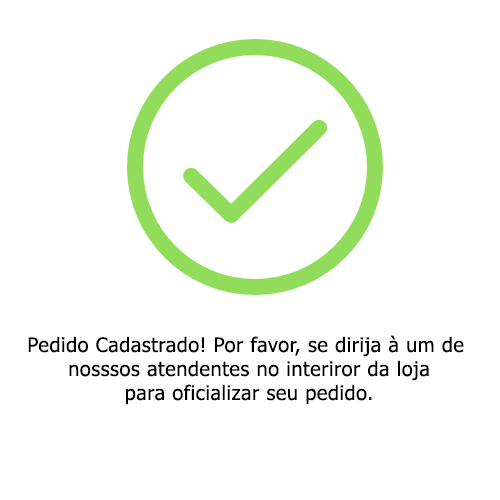 Pedido Cadastrado! Por favor, se dirija à um de
nosssos atendentes no interiror da loja
para oficializar seu pedido.